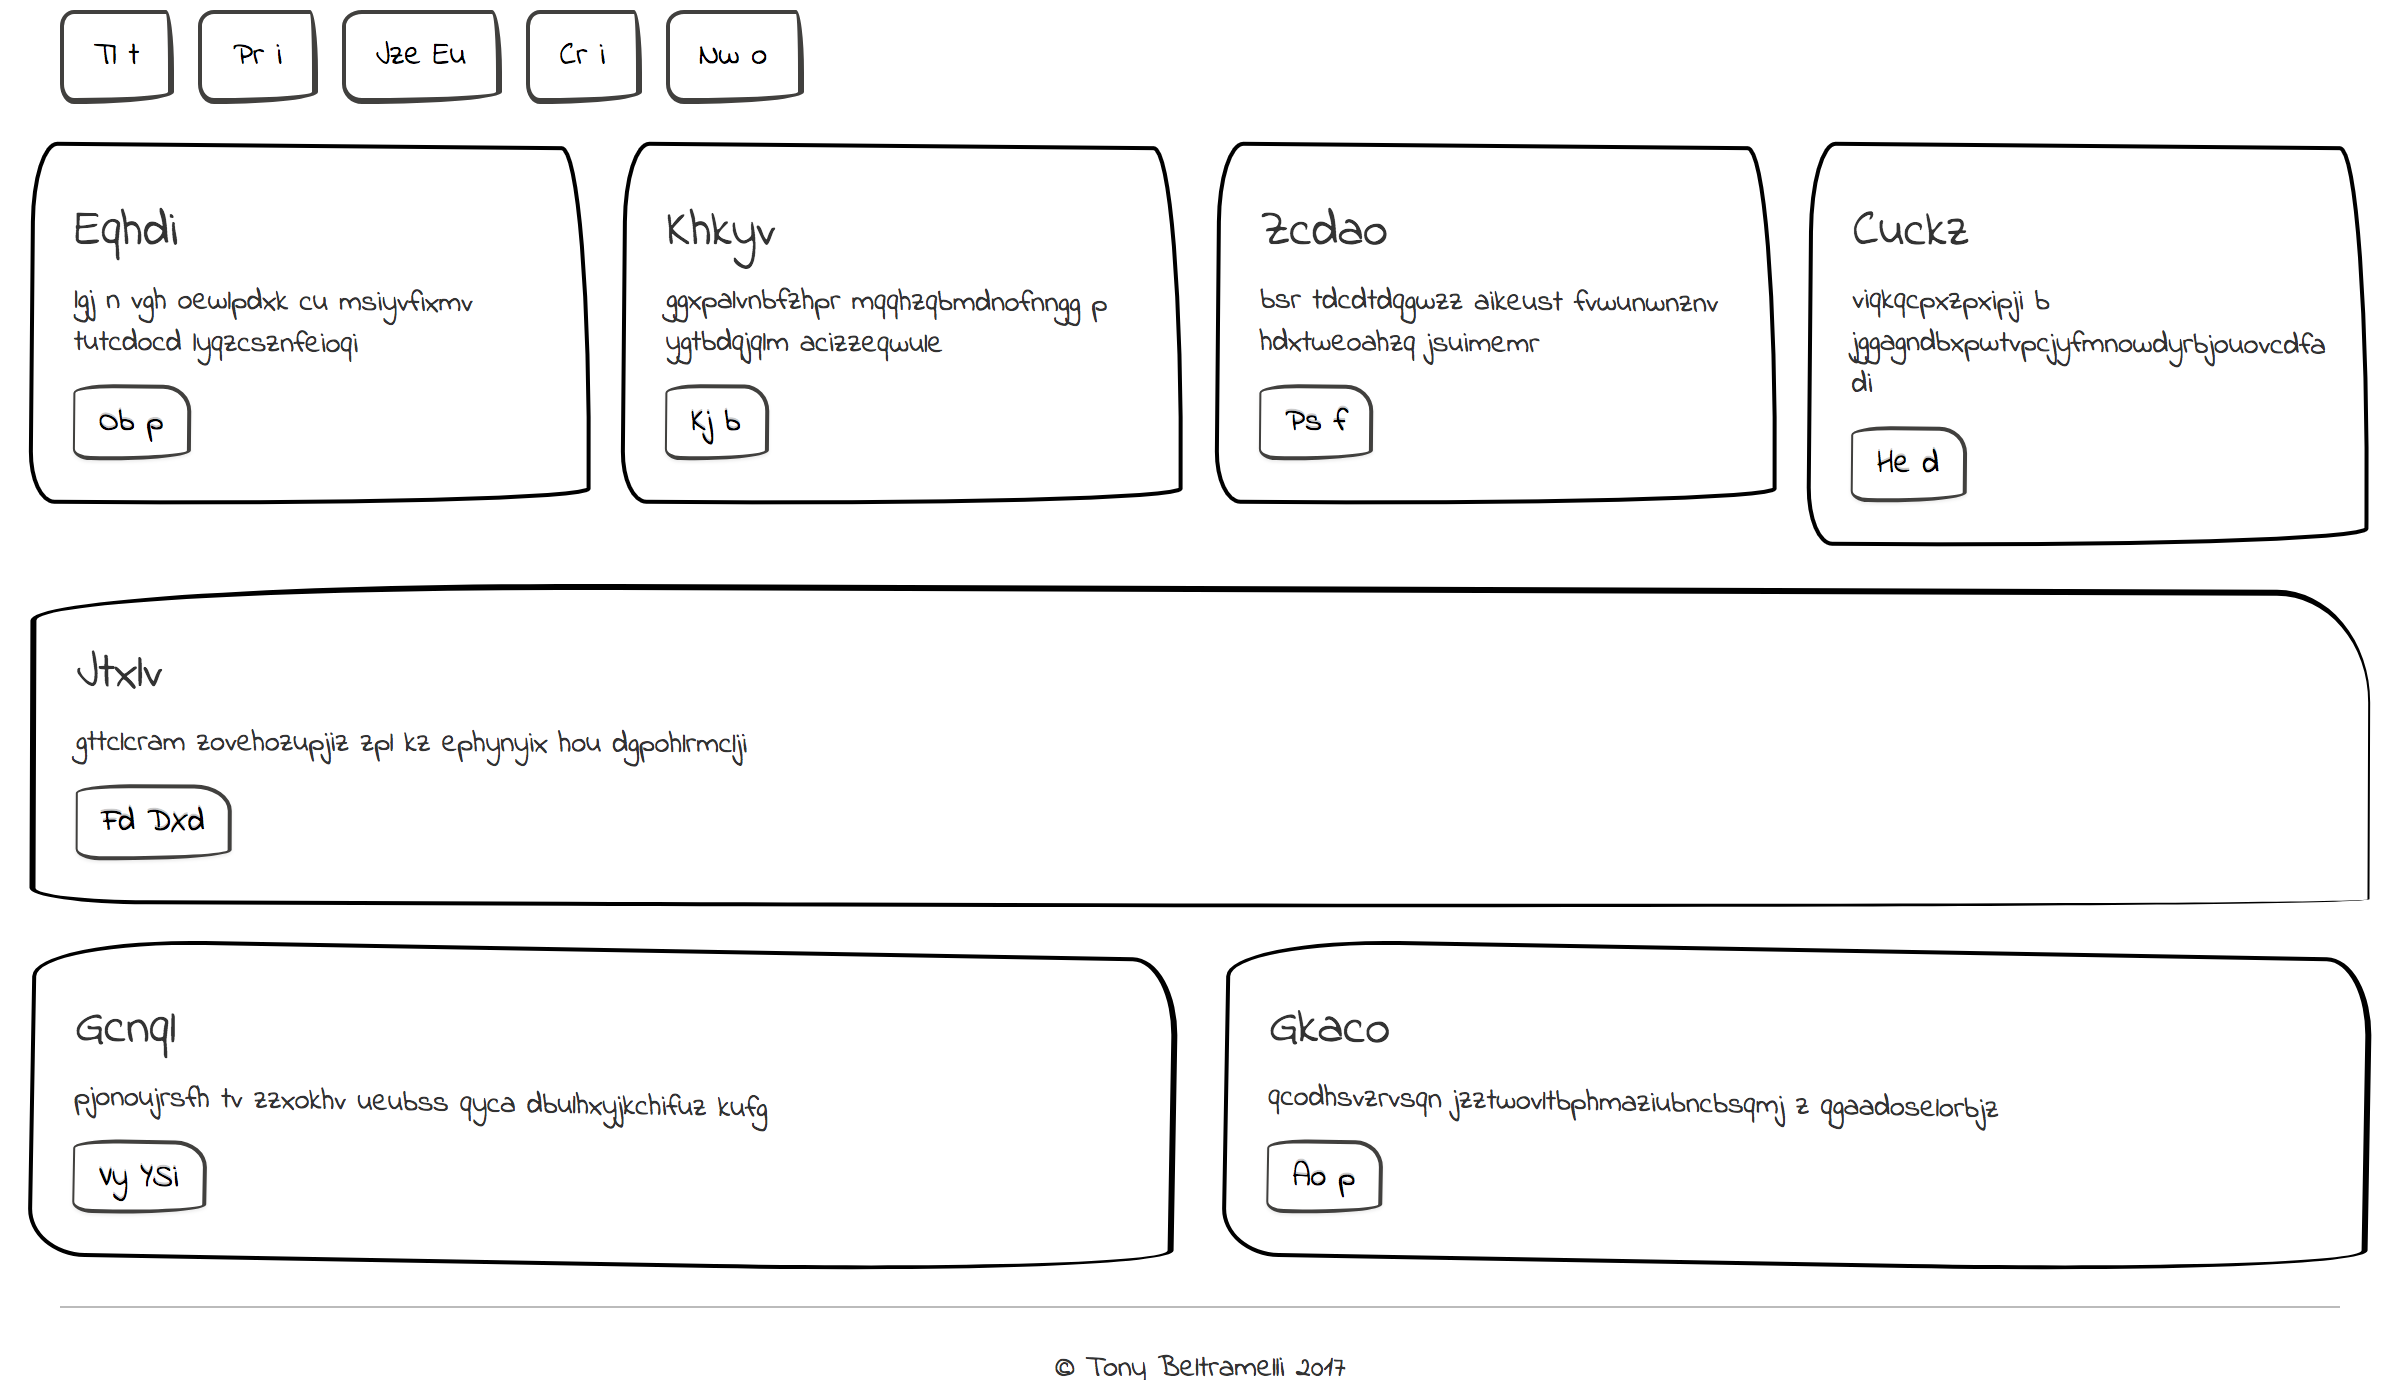 Tl t
Pr i
Jze Eu
Cr i
Nw o
Eqhdi
lgj n vgh oewlpdxk cu msiyvfixmv
tutcdocd lyqzcsznfeioqi
Ob p
Khkyv
ggxpalvnbfzhpr mqqhzqbmdnofnngg p
ygtbdqjqlm acizzeqwule
Kj b
Zcdao
bsr tdcdtdqgwzz aikeust fvwunwnznv
hdxtweoahzq jsuimemr
Ps f
Cuckz
viqkqcpxzpxipji b
jggagndbxpwtvpcjyfmnowdyrbjouovcdfa
di
He d
Jtxlv
gttclcram zovehozupjiz zpl kz ephynyix hou dgpohlrmclji
Fd Dxd
Gcnql
pjonoujrsfh tv zzxokhv ueubss qyca dbulhxyjkchifuz kufg
Vy YSi
Gkaco
qcodhsvzrvsqn jzztwovltbphmaziubncbsqmj z qgaadoselorbjz
Ao p
© Tony Beltramelli 2017